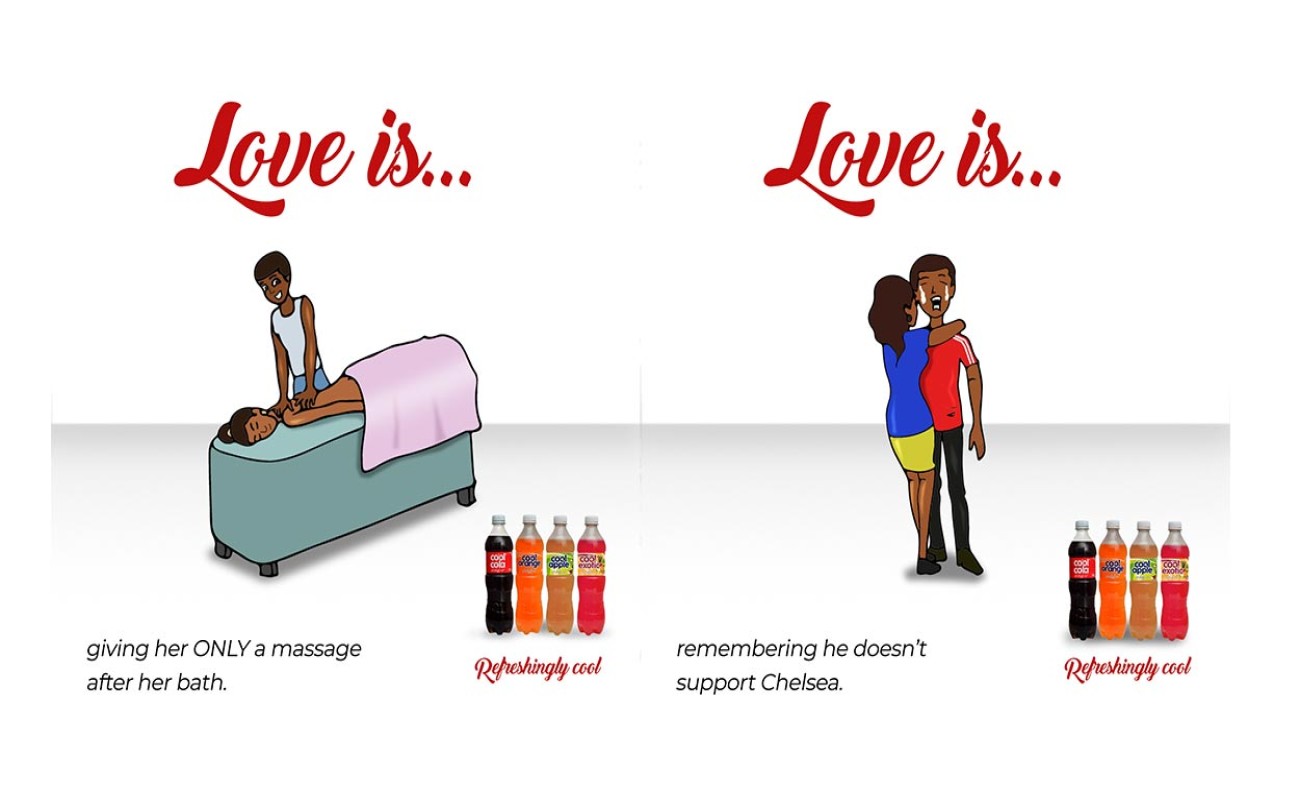 Love is...
giving her ONLY a massage
after her bath.
cool
cola
cool
orange
cool
apple
cool
exotic
Refreshingly cool
Love is...
remembering he doesn't
support Chelsea.
cool
cola
cool
orange
cool
apple
cool
exotic
Refreshingly cool